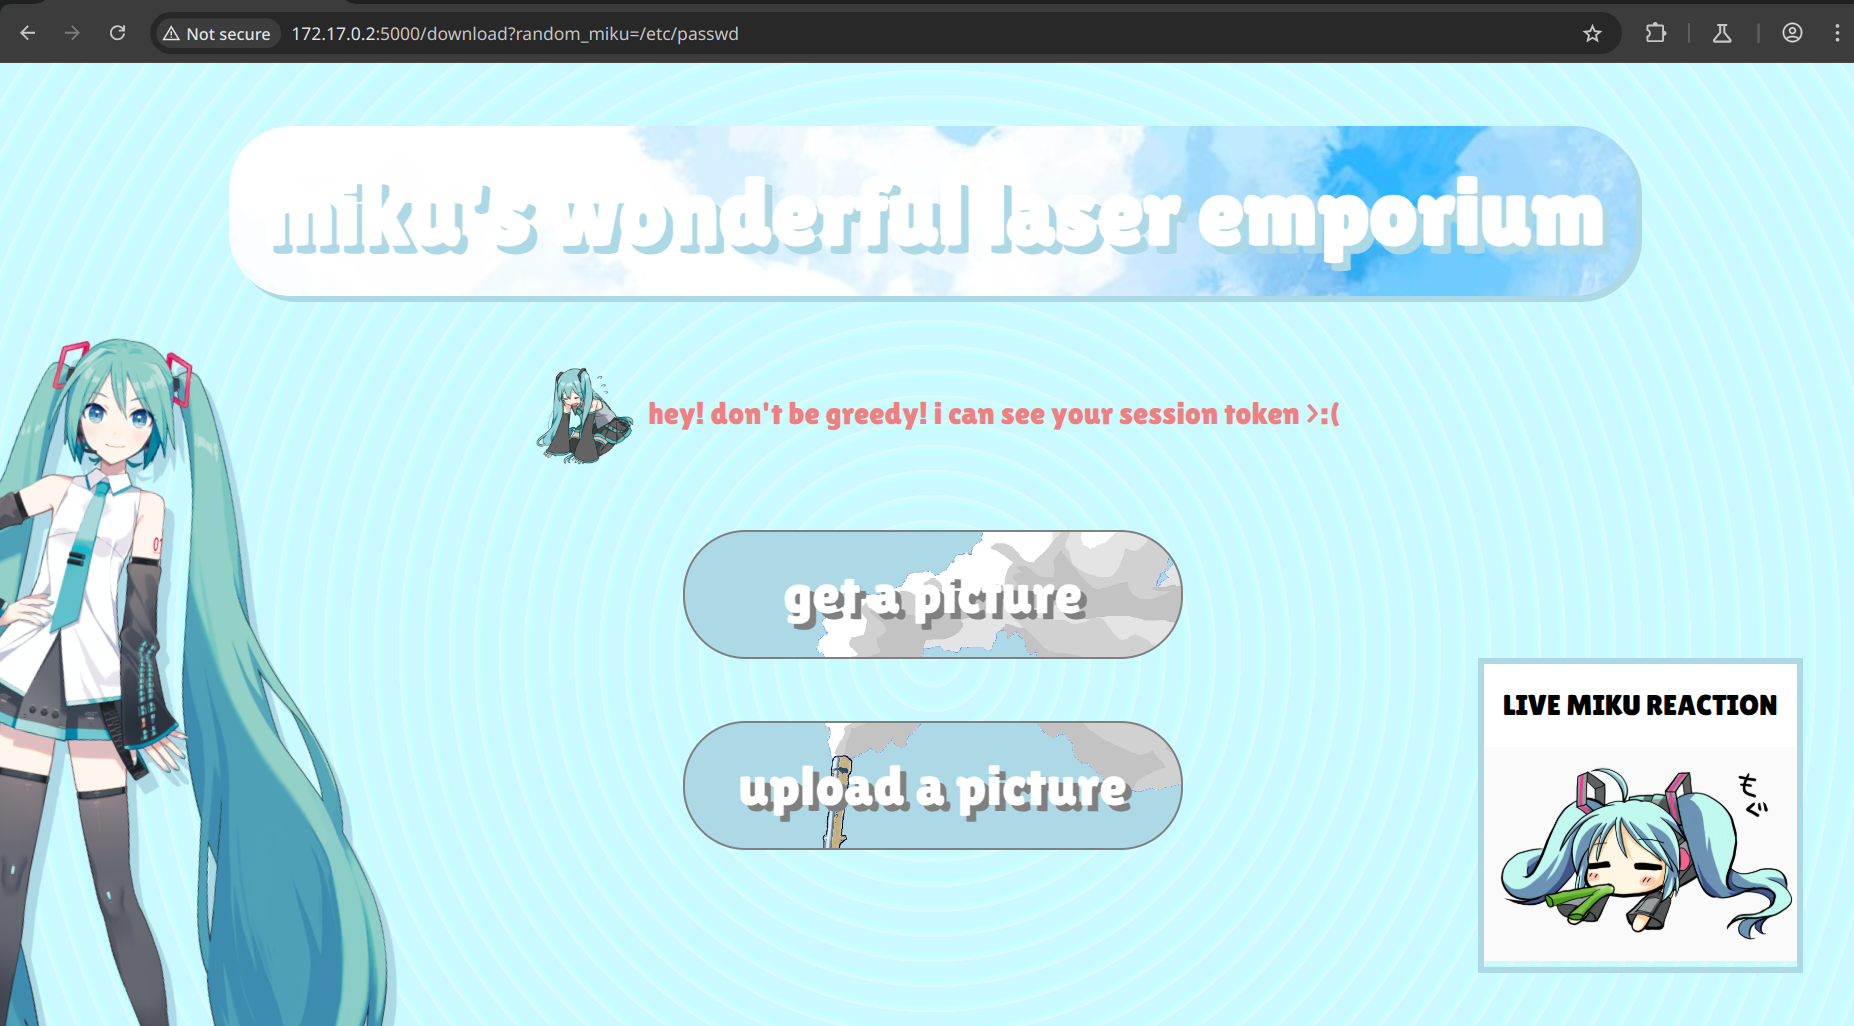 Not secure 172.17.0.2:5000/download?random_miku=/etc/passwd
miku's wonderful laser emporium
hey! don't be greedy! i can see your session token >:(
01
get a picture
upload a picture
LIVE MIKU REACTION
もぐ